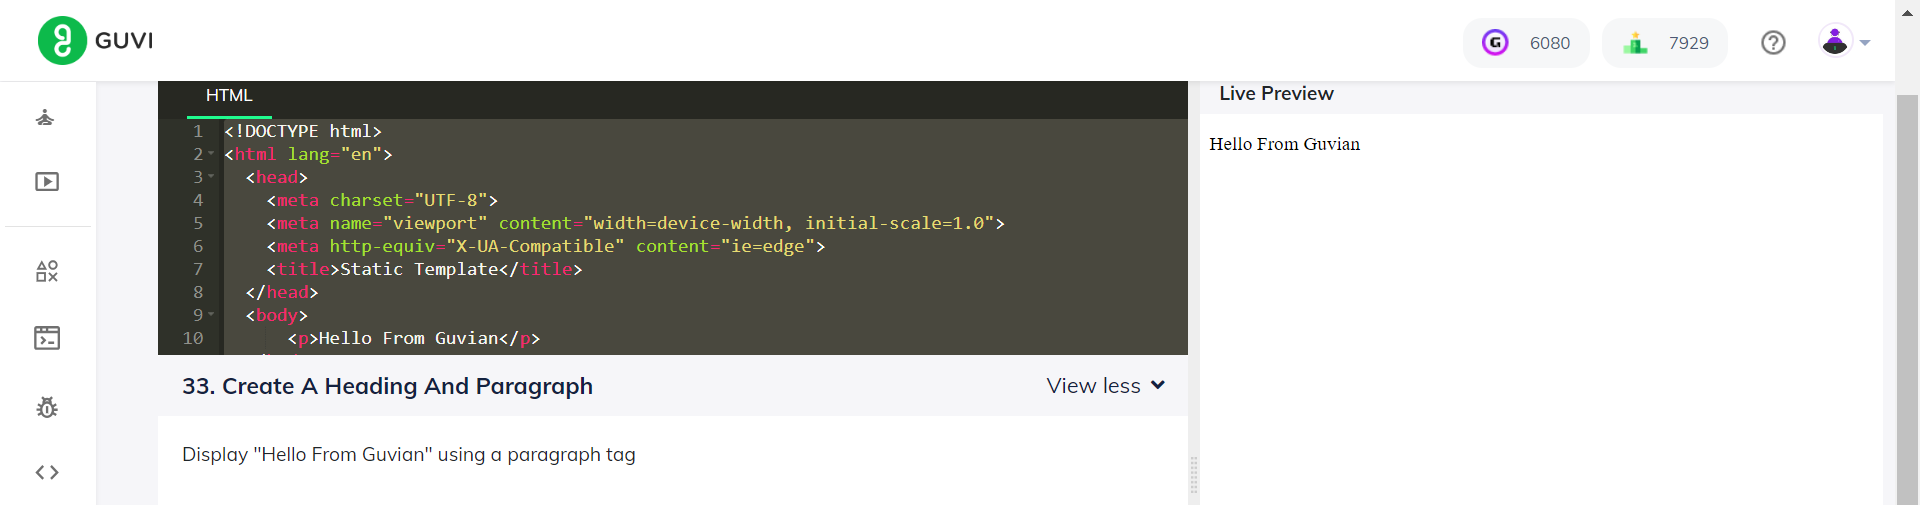 GUVI
6080
7929
HTML
1 <!DOCTYPE html>
2 <html lang="en">
3 <head>
4 <meta charset="UTF-8">
5 <meta name="viewport" content="width=device-width, initial-scale=1.0">
6 <meta http-equiv="X-UA-Compatible" content="ie=edge">
7 <title>Static Template</title>
8 </head>
9 <body>
10 <p>Hello From Guvian</p>
33. Create A Heading And Paragraph
View less
Display "Hello From Guvian" using a paragraph tag
Live Preview
Hello From Guvian